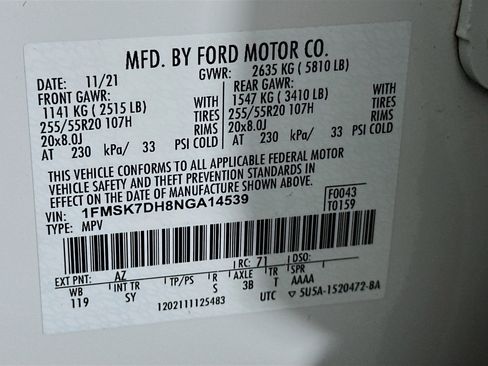 MFD. BY FORD MOTOR CO.
DATE: 11/21 GVWR: 2635 KG (5810 LB)
FRONT GAWR: REAR GAWR:
1141 KG (2515 LB) WITH 1547 KG (3410 LB) WITH
255/55R20 107H TIRES 255/55R20 107H TIRES
20x8.0J RIMS 20x8.0J RIMS
AT 230 kPa/ 33 PSI COLD AT 230 kPa/ 33 PSI COLD
THIS VEHICLE CONFORMS TO ALL APPLICABLE FEDERAL MOTOR
VEHICLE SAFETY AND THEFT PREVENTION STANDARDS IN
EFFECT ON THE DATE OF MANUFACTURE SHOWN ABOVE.
VIN: 1FMSK7DH8NGA14539 F0043
TYPE: MPV T0159
EXT PNT: AZ RC: 71 DSO:
WB INT TR TP/PS R AXLE TR SPR
119 SY S 3B T AAAA
1202111125483 UTC ▽ 5U5A-1520472-BA